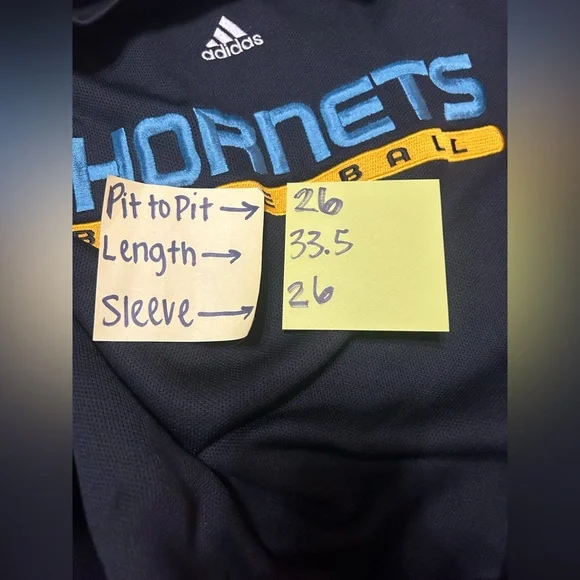 adidas
HORNETS
B E BALL
Pit to Pit → 26
Length → 33.5
Sleeve → 26